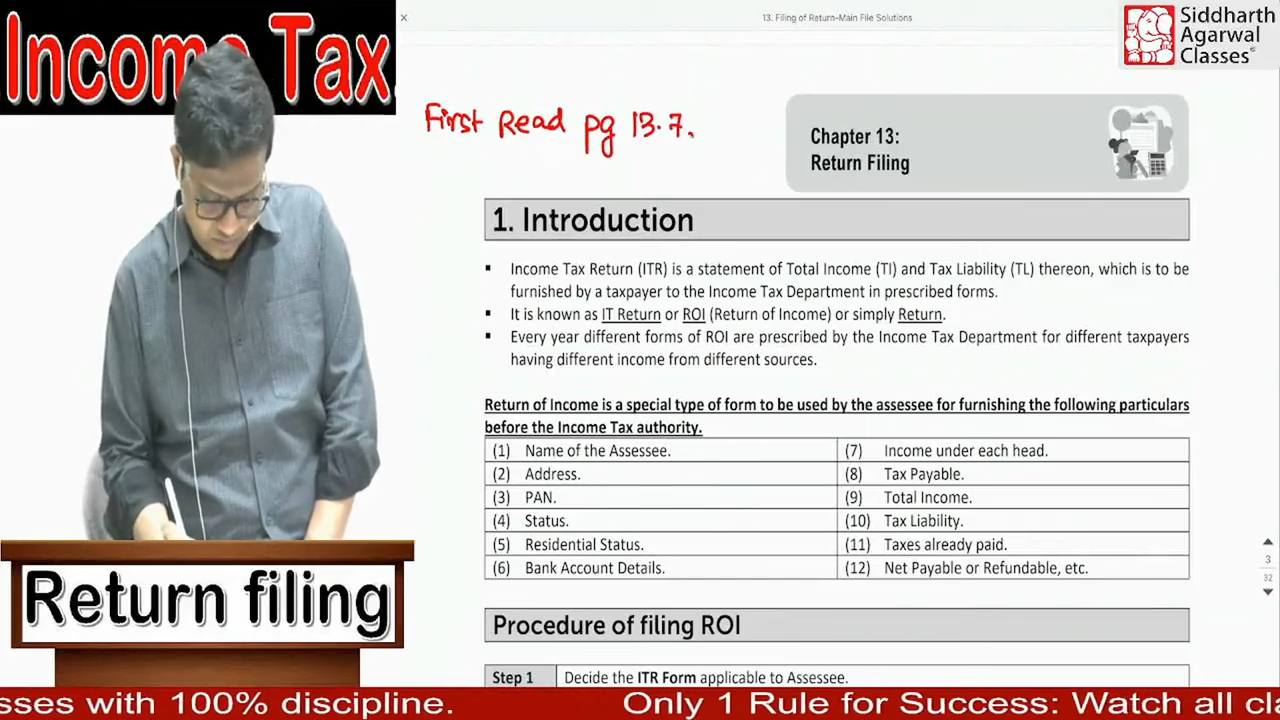 Income Tax.
13. Filing of Return-Main File Solutions
Siddharth
Agarwal
Classes
First Read pg 13.7.
Chapter 13:
Return Filing
1. Introduction
▪ Income Tax Return (ITR) is a statement of Total Income (TI) and Tax Liability (TL) thereon, which is to be
furnished by a taxpayer to the Income Tax Department in prescribed forms.
▪ It is known as IT Return or ROI (Return of Income) or simply Return.
▪ Every year different forms of ROI are prescribed by the Income Tax Department for different taxpayers
having different income from different sources.
Return of Income is a special type of form to be used by the assessee for furnishing the following particulars
before the Income Tax authority.
(1) Name of the Assessee. (7) Income under each head.
(2) Address. (8) Tax Payable.
(3) PAN. (9) Total Income.
(4) Status. (10) Tax Liability.
(5) Residential Status. (11) Taxes already paid.
(6) Bank Account Details. (12) Net Payable or Refundable, etc.
3
32
Procedure of filing ROI
Step 1 Decide the ITR Form applicable to Assessee.
Return filing
sses with 100% discipline. Only 1 Rule for Success: Watch all cla